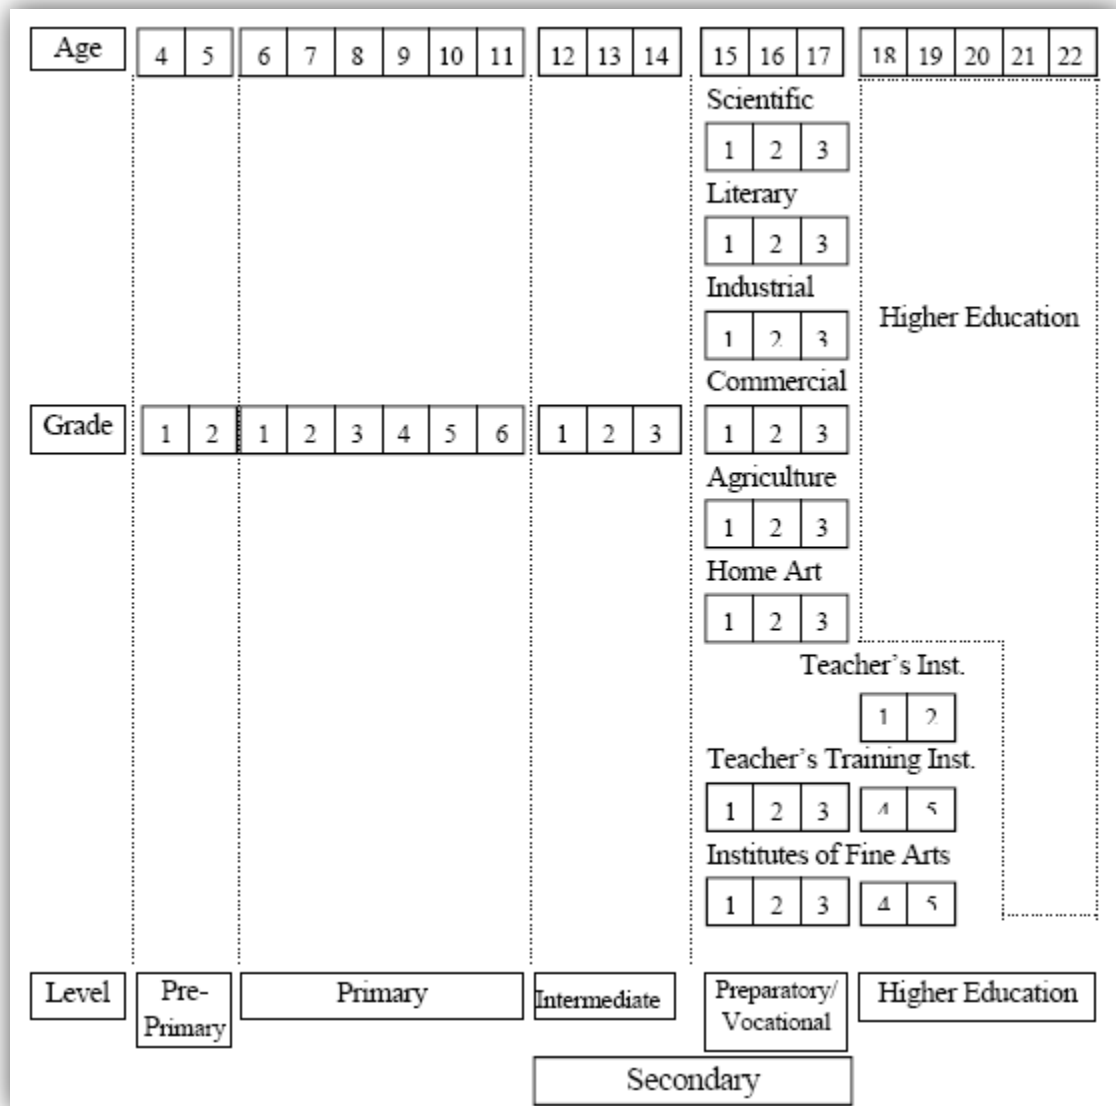 Age 4 5 6 7 8 9 10 11 12 13 14 15 16 17 18 19 20 21 22
Scientific
1 2 3
Literary
1 2 3
Industrial
1 2 3
Higher Education
Commercial
Grade 1 2 1 2 3 4 5 6 1 2 3 1 2 3
Agriculture
1 2 3
Home Art
1 2 3
Teacher’s Inst.
1 2
Teacher’s Training Inst.
1 2 3 4 5
Institutes of Fine Arts
1 2 3 4 5
Level
Pre-
Primary
Primary
Intermediate
Preparatory/
Vocational
Higher Education
Secondary